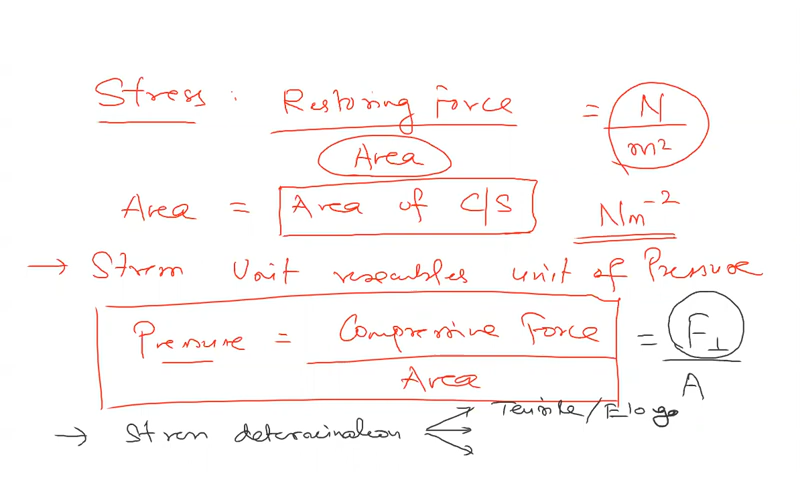 Stress : Restoring Force / Area = N / m²
Area = Area of C/S Nm⁻²
→ Stress Unit resembles unit of Pressure
Pressure = Compressive Force / Area = F⊥ / A
→ Stress determination Tensile/Elonge